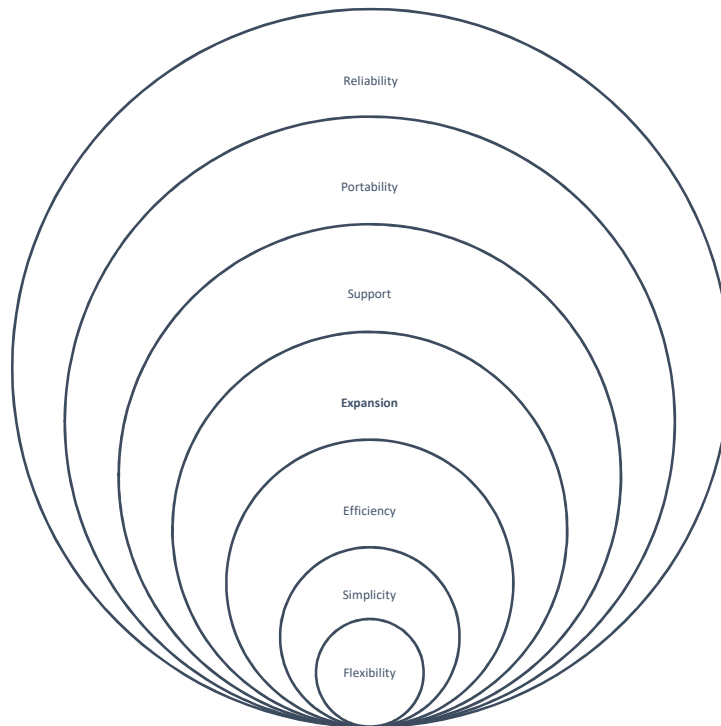 Reliability
Portability
Support
Expansion
Efficiency
Simplicity
Flexibility